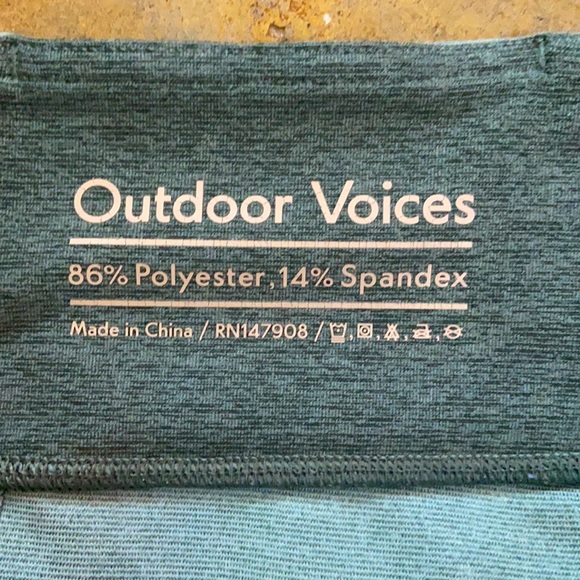 Outdoor Voices
86% Polyester, 14% Spandex
Made in China / RN147908 /